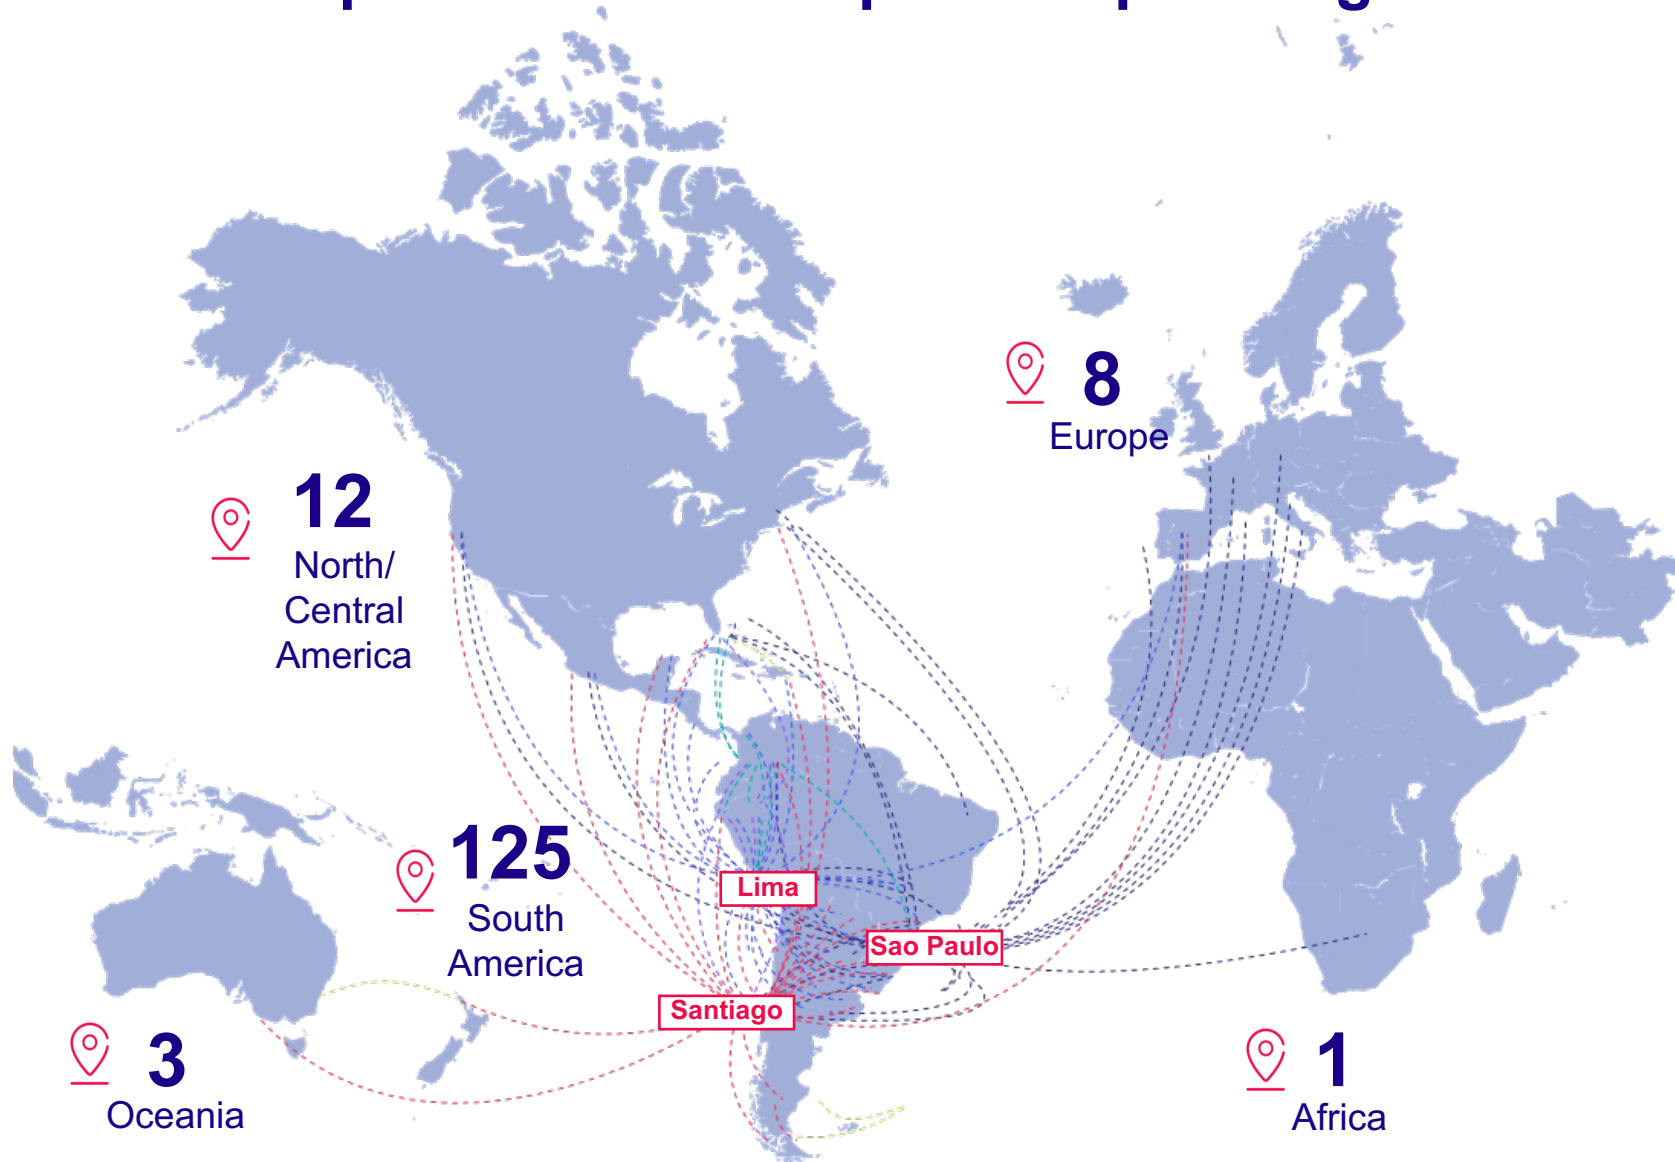 8
Europe
12
North/
Central
America
125
South
America
Lima
Sao Paulo
Santiago
3
Oceania
1
Africa